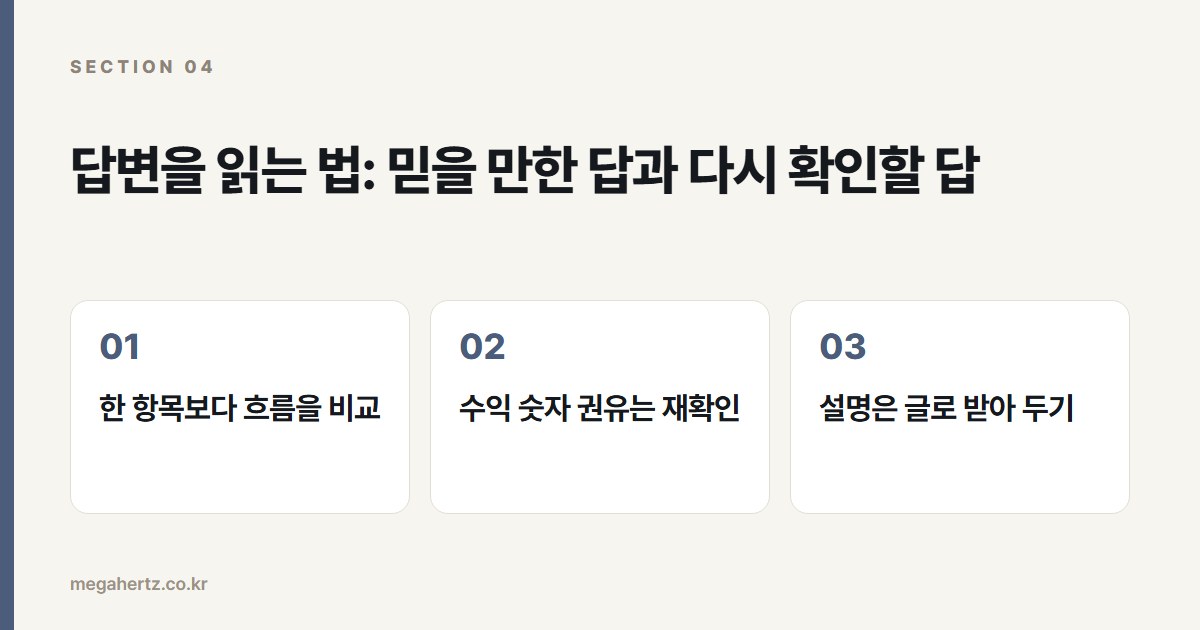 SECTION 04
답변을 읽는 법: 믿을 만한 답과 다시 확인할 답
01
한 항목보다 흐름을 비교
02
수익 숫자 권유는 재확인
03
설명은 글로 받아 두기
megahertz.co.kr